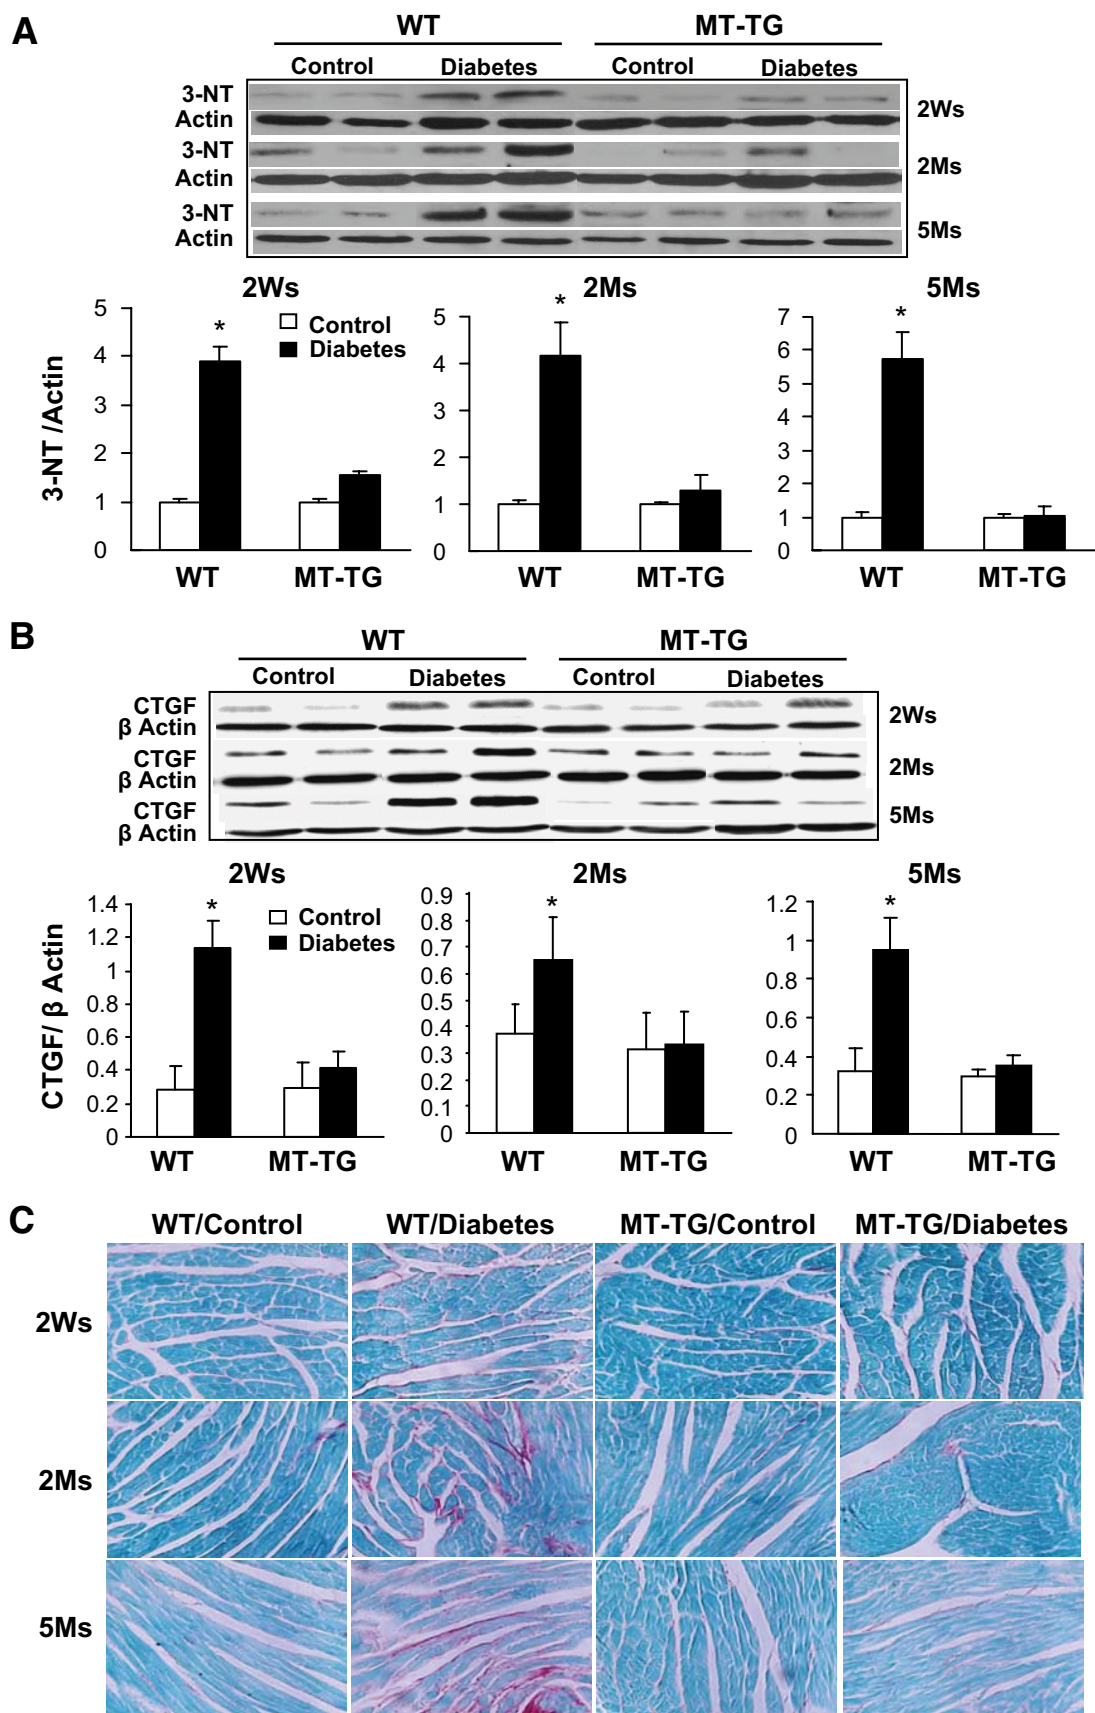 A
WT MT-TG
Control Diabetes Control Diabetes
3-NT
Actin
2Ws
3-NT
Actin
2Ms
3-NT
Actin
5Ms
2Ws 2Ms 5Ms
Control
Diabetes
3-NT /Actin
5
4
3
2
1
0
WT MT-TG
5
4
3
2
1
0
WT MT-TG
7
6
5
4
3
2
1
0
WT MT-TG
*
*
*
B
WT MT-TG
Control Diabetes Control Diabetes
CTGF
β Actin
2Ws
CTGF
β Actin
2Ms
CTGF
β Actin
5Ms
2Ws 2Ms 5Ms
Control
Diabetes
CTGF/ β Actin
1.4
1.2
1
0.8
0.6
0.4
0.2
0
WT MT-TG
0.9
0.8
0.7
0.6
0.5
0.4
0.3
0.2
0.1
0
WT MT-TG
1.2
1
0.8
0.6
0.4
0.2
0
WT MT-TG
*
*
*
C
WT/Control WT/Diabetes MT-TG/Control MT-TG/Diabetes
2Ws
2Ms
5Ms